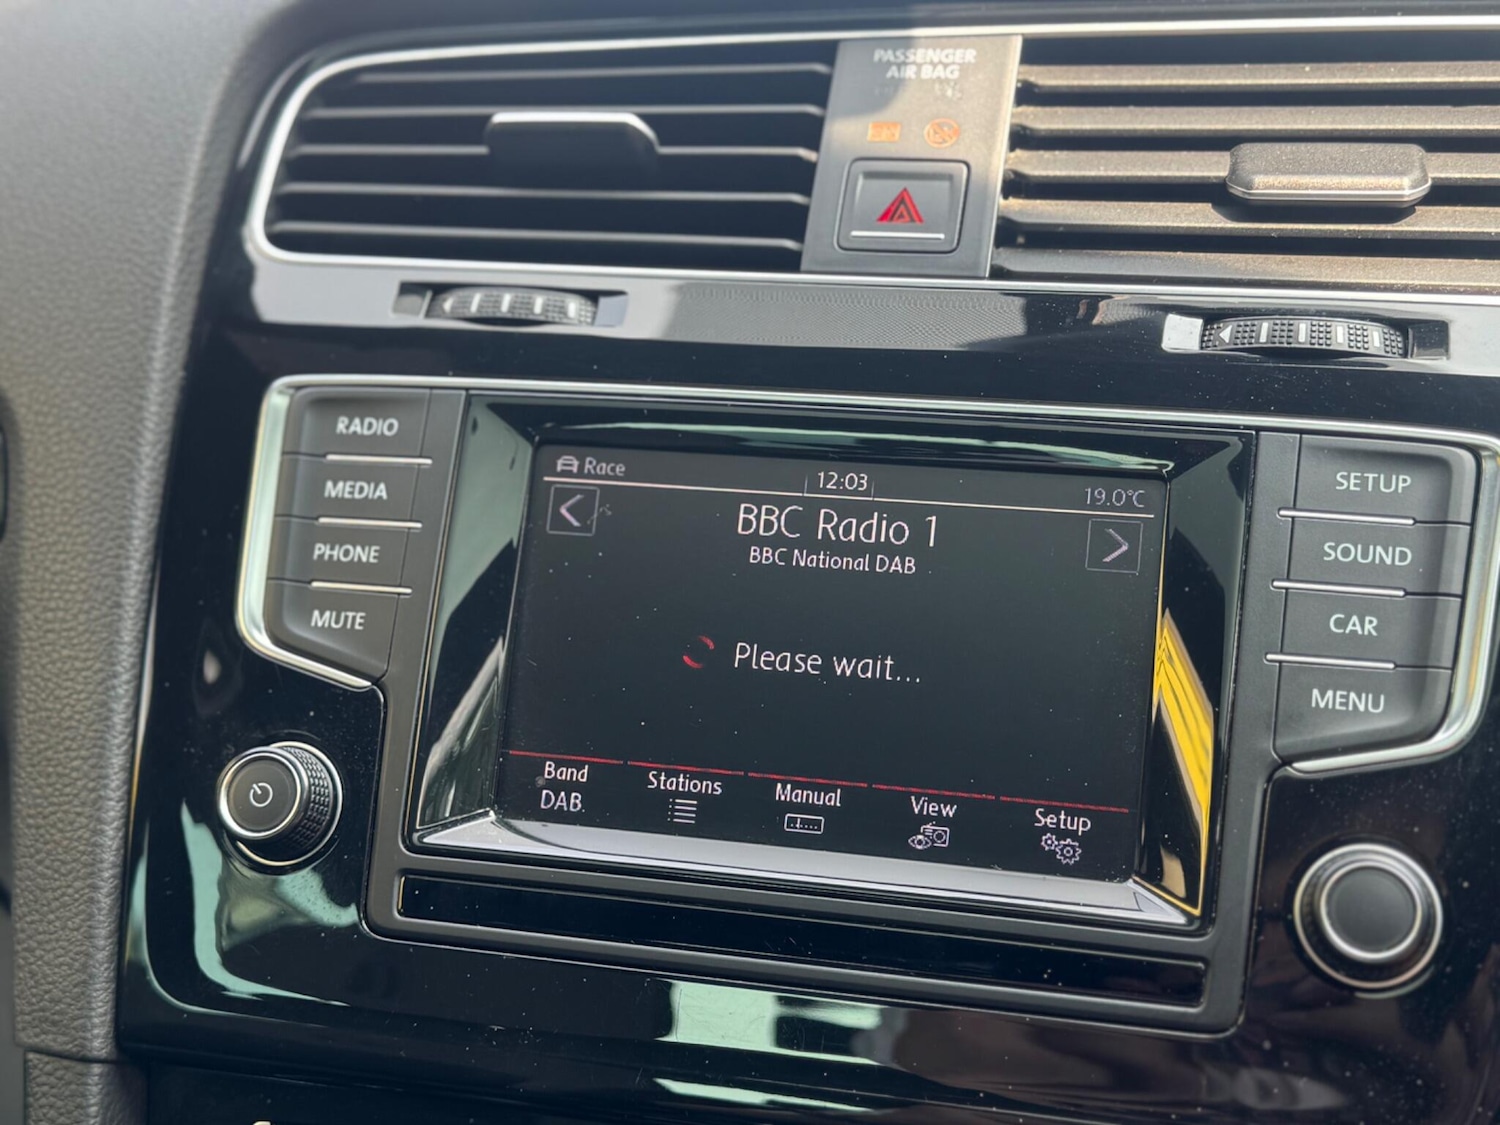 PASSENGER
AIR BAG
RADIO
MEDIA
PHONE
MUTE
Race
12:03
19.0°C
BBC Radio 1
BBC National DAB
Please wait...
Band
DAB
Stations
Manual
View
Setup
SETUP
SOUND
CAR
MENU